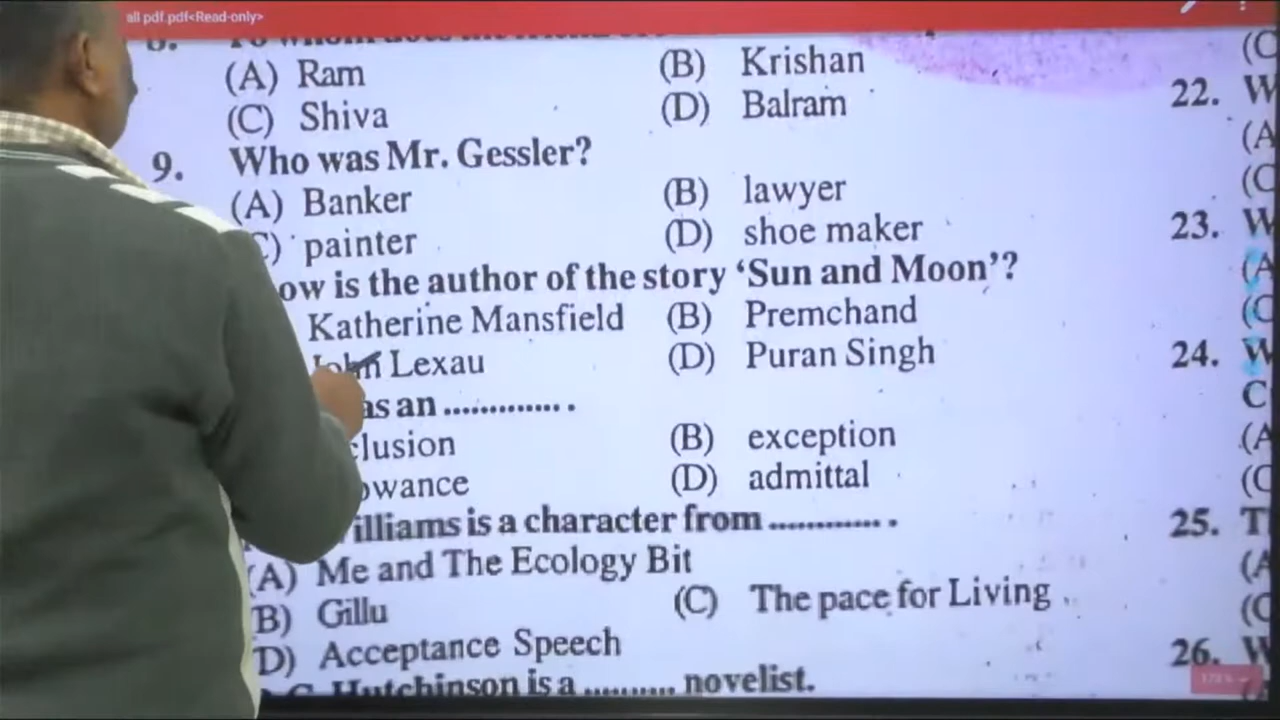 all pdf.pdf<Read-only>
8.
(A) Ram (B) Krishan
(C) Shiva (D) Balram
9. Who was Mr. Gessler?
(A) Banker (B) lawyer
C) painter (D) shoe maker
ow is the author of the story ‘Sun and Moon’?
Katherine Mansfield (B) Premchand
John Lexau (D) Puran Singh
as an ..............
clusion (B) exception
owance (D) admittal
illiams is a character from ..............
(A) Me and The Ecology Bit
B) Gillu (C) The pace for Living
D) Acceptance Speech
Hutchinson is a .......... novelist.
(C
22. W
(A
(C
23. W
(A
(C
24. W
C
(A
(C
25. T
(A
(C
26. W
(A